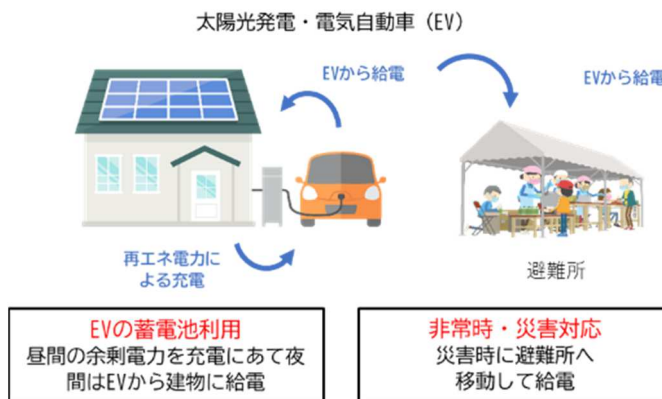 太陽光発電・電気自動車（EV）
EVから給電
EVから給電
再エネ電力に
よる充電
避難所
EVの蓄電池利用
昼間の余剰電力を充電にあて夜
間はEVから建物に給電
非常時・災害対応
災害時に避難所へ
移動して給電